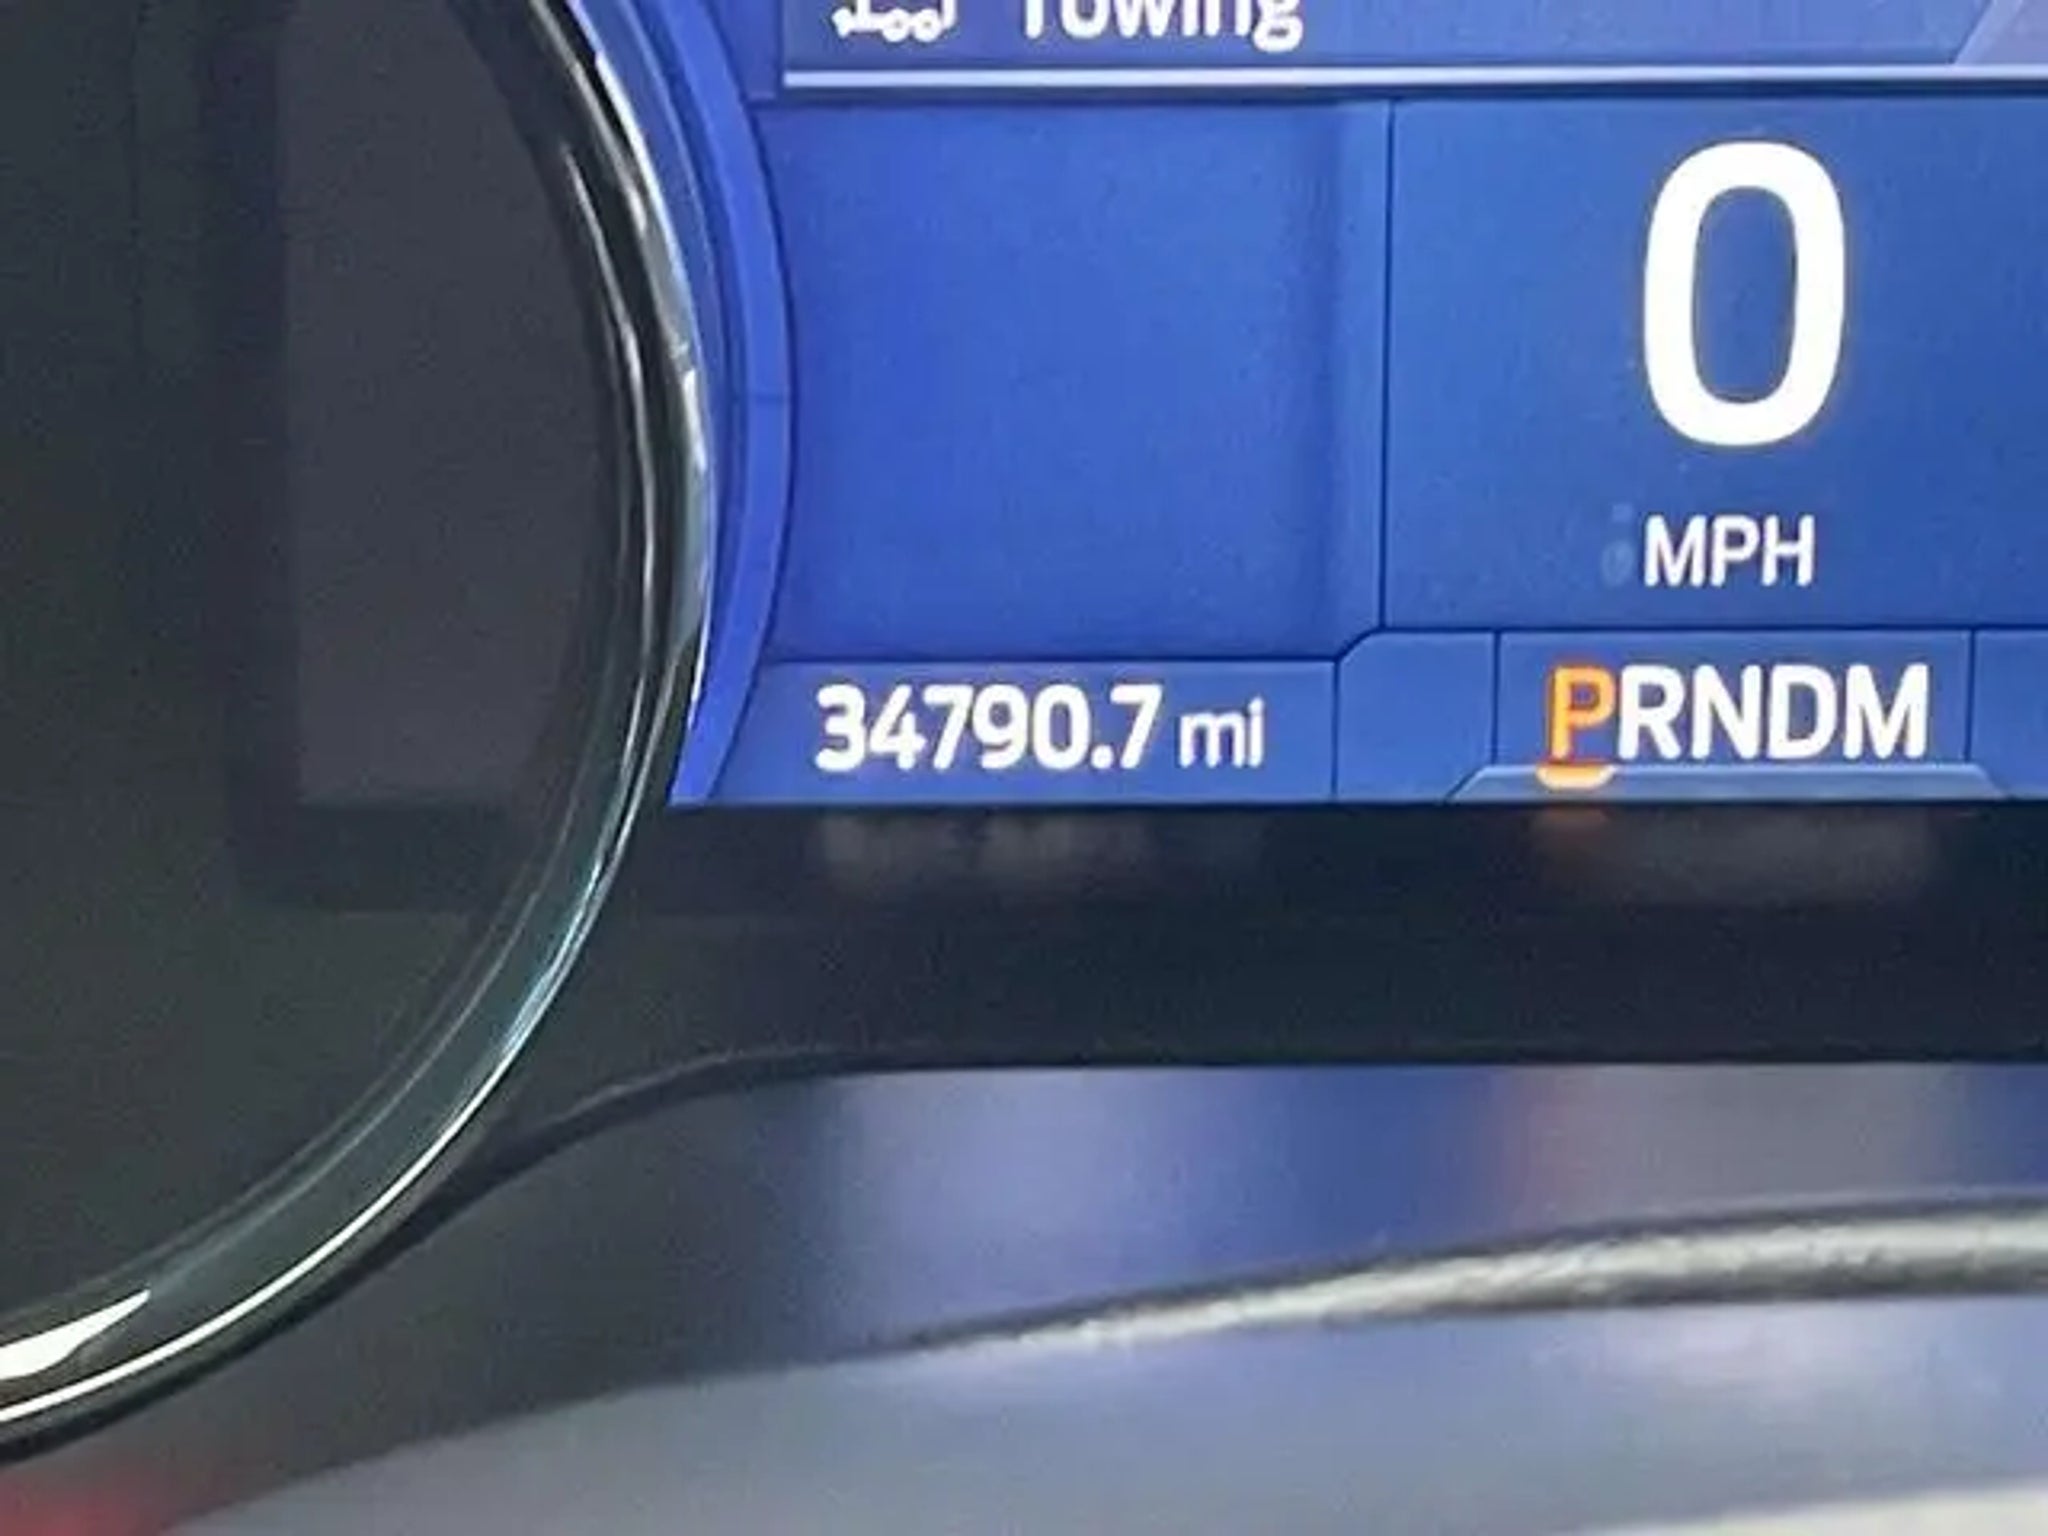 Towing
0
MPH
34790.7 mi
PRNDM